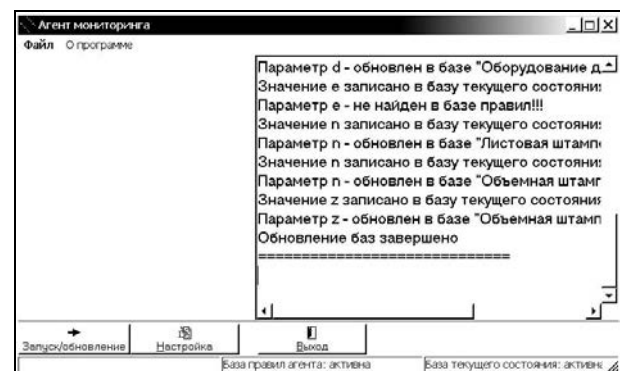 Агент мониторинга
Файл О программе
Параметр d - обновлен в базе "Оборудование д
Значение e записано в базу текущего состояни
Параметр e - не найден в базе правил!!!
Значение n записано в базу текущего состояни
Параметр n - обновлен в базе "Листовая штамп
Значение n записано в базу текущего состояни
Параметр n - обновлен в базе "Объемная штамп
Значение z записано в базу текущего состояния
Параметр z - обновлен в базе "Объемная штамп
Обновление баз завершено
==============================
Запуск/обновление Настройка Выход
База правил агента: активна База текущего состояния: активна